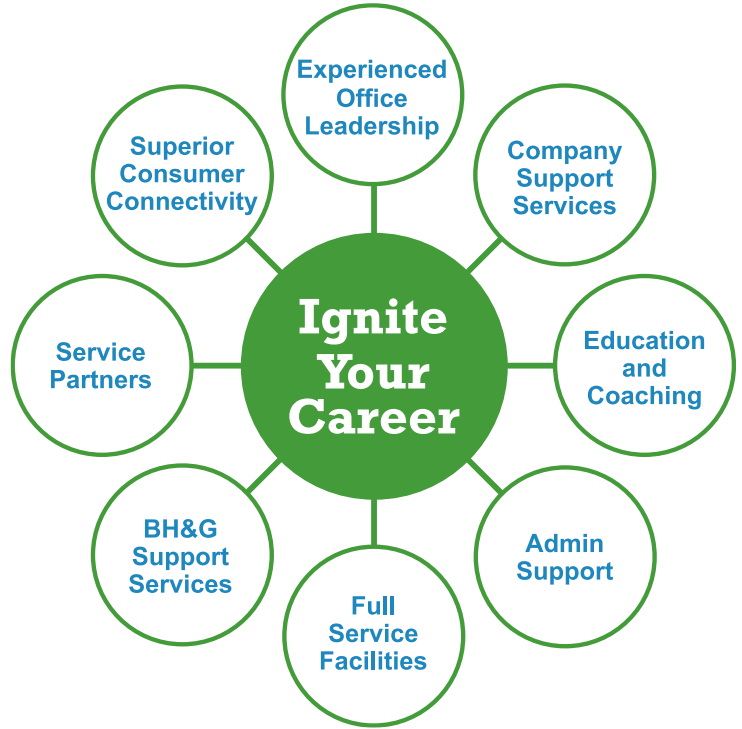 Experienced
Office
Leadership
Company
Support
Services
Education
and
Coaching
Admin
Support
Full
Service
Facilities
BH&G
Support
Services
Service
Partners
Superior
Consumer
Connectivity
Ignite
Your
Career